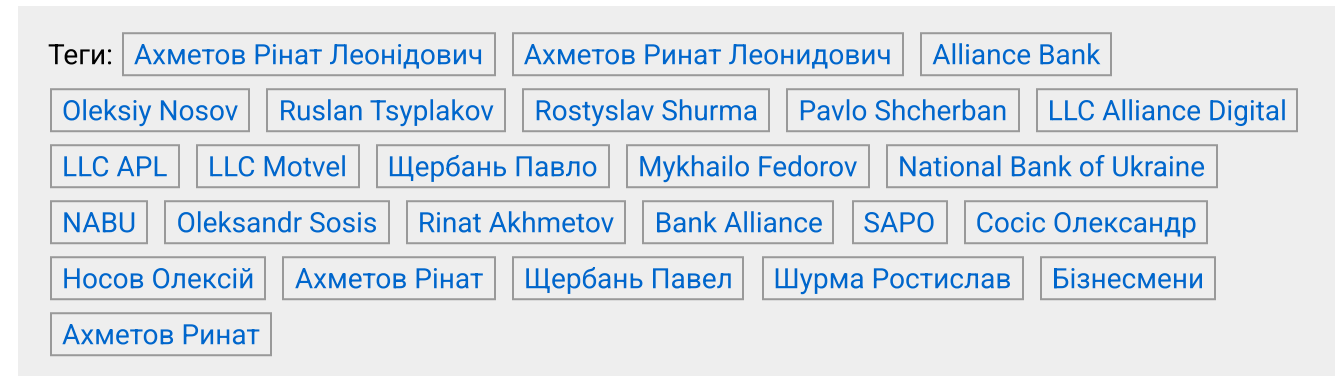 Теги: Ахметов Рінат Леонідович Ахметов Ринат Леонидович Alliance Bank
Oleksiy Nosov Ruslan Tsyplakov Rostyslav Shurma Pavlo Shcherban LLC Alliance Digital
LLC APL LLC Motvel Щербань Павло Mykhailo Fedorov National Bank of Ukraine
NABU Oleksandr Sosis Rinat Akhmetov Bank Alliance SAPO Сосіс Олександр
Носов Олексій Ахметов Рінат Щербань Павел Шурма Ростислав Бізнесмени
Ахметов Ринат